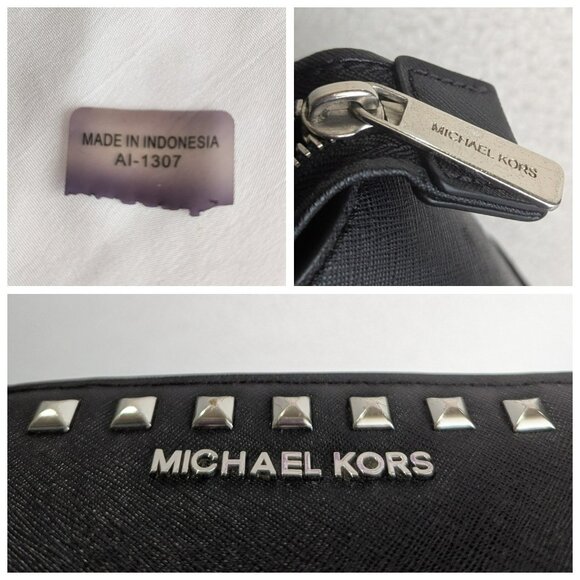 MADE IN INDONESIA
AI-1307
MICHAEL KORS
MICHAEL KORS